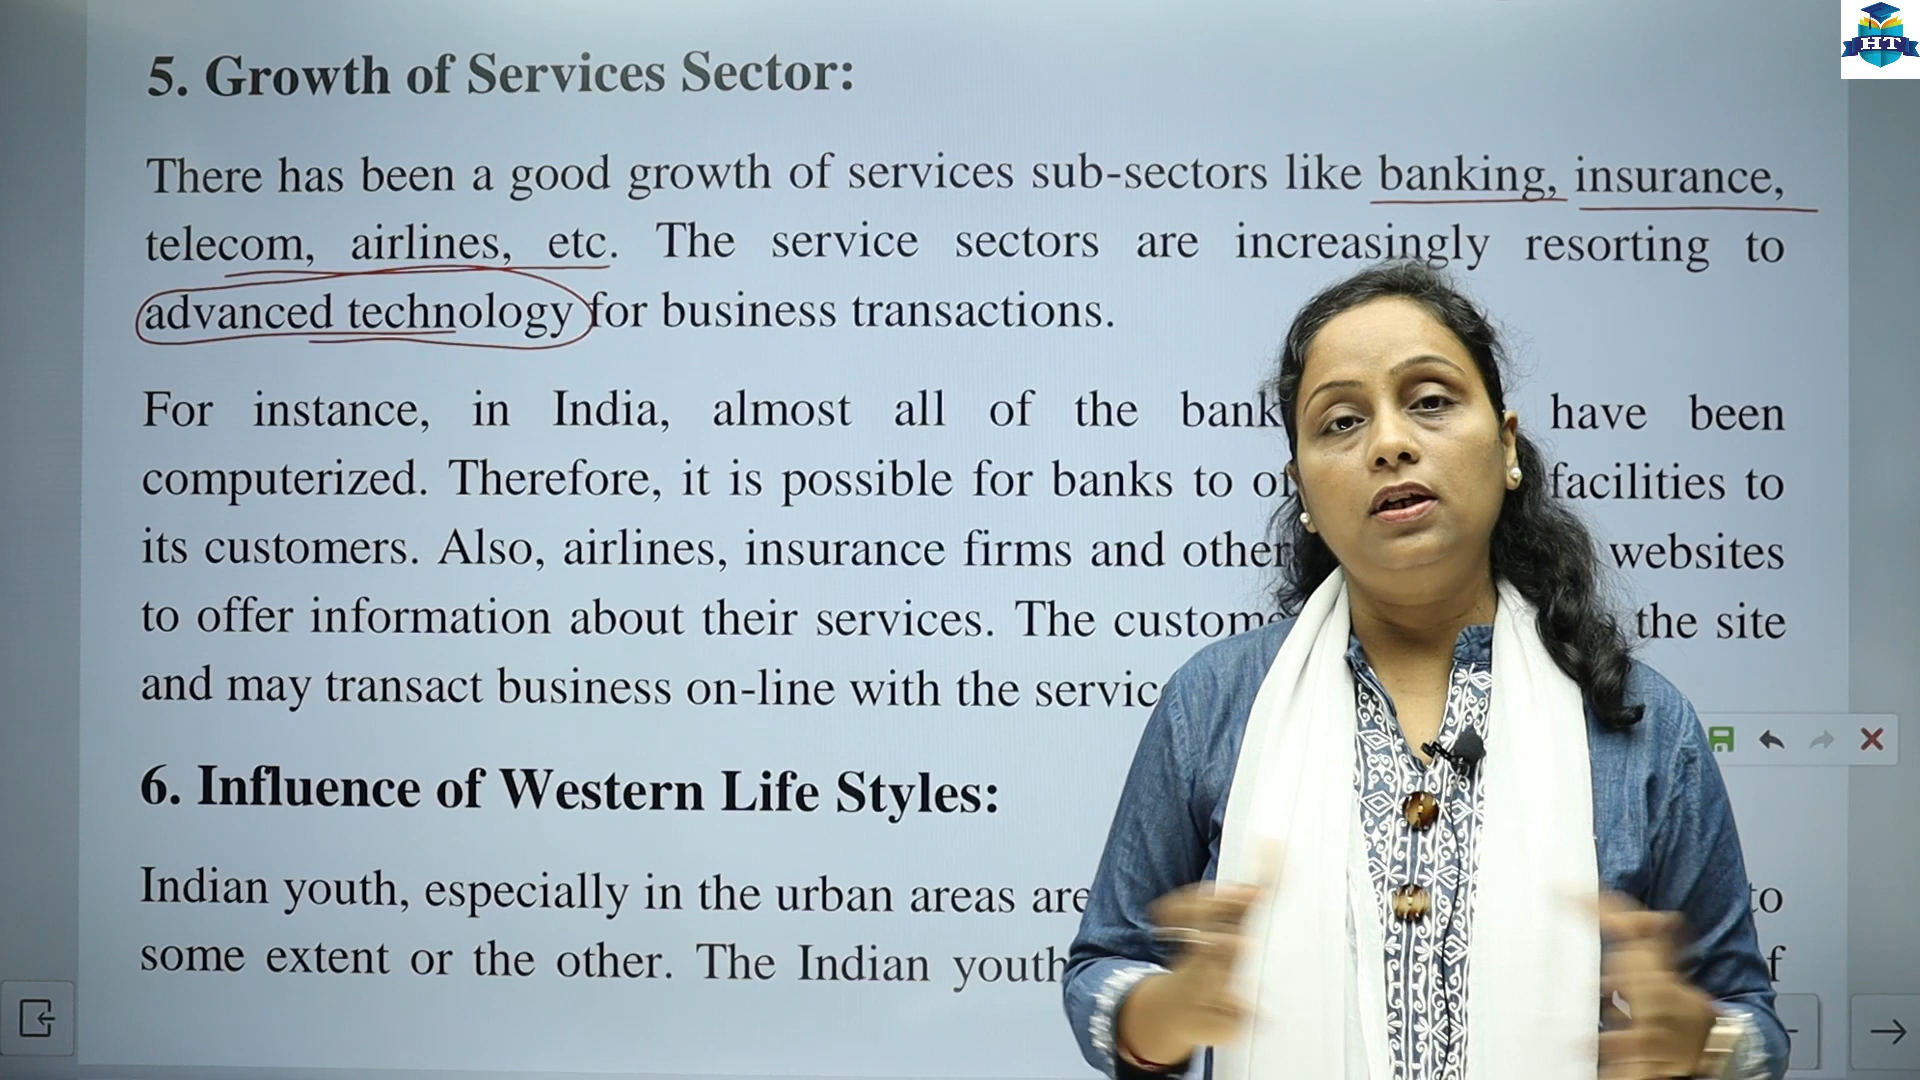 HT
5. Growth of Services Sector:
There has been a good growth of services sub-sectors like banking, insurance,
telecom, airlines, etc. The service sectors are increasingly resorting to
advanced technology for business transactions.
For instance, in India, almost all of the bank have been
computerized. Therefore, it is possible for banks to facilities to
its customers. Also, airlines, insurance firms and other websites
to offer information about their services. The the site
and may transact business on-line with the
6. Influence of Western Life Styles:
Indian youth, especially in the urban areas are to
some extent or the other. The Indian youth